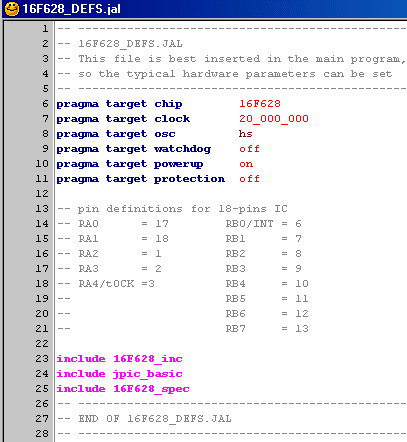 16F628_DEFS.jal
1 -- ---------------------------------------------
2 -- 16F628_DEFS.JAL
3 -- This file is best inserted in the main program,
4 -- so the typical hardware parameters can be set
5 -- ---------------------------------------------
6 pragma target chip 16F628
7 pragma target clock 20_000_000
8 pragma target osc hs
9 pragma target watchdog off
10 pragma target powerup on
11 pragma target protection off
12
13 -- pin definitions for 18-pins IC
14 -- RA0 = 17 RB0/INT = 6
15 -- RA1 = 18 RB1 = 7
16 -- RA2 = 1 RB2 = 8
17 -- RA3 = 2 RB3 = 9
18 -- RA4/tOCK =3 RB4 = 10
19 -- RB5 = 11
20 -- RB6 = 12
21 -- RB7 = 13
22
23 include 16F628_inc
24 include jpic_basic
25 include 16F628_spec
26 -- ---------------------------------------------
27 -- END OF 16F628_DEFS.JAL
28 -- ---------------------------------------------